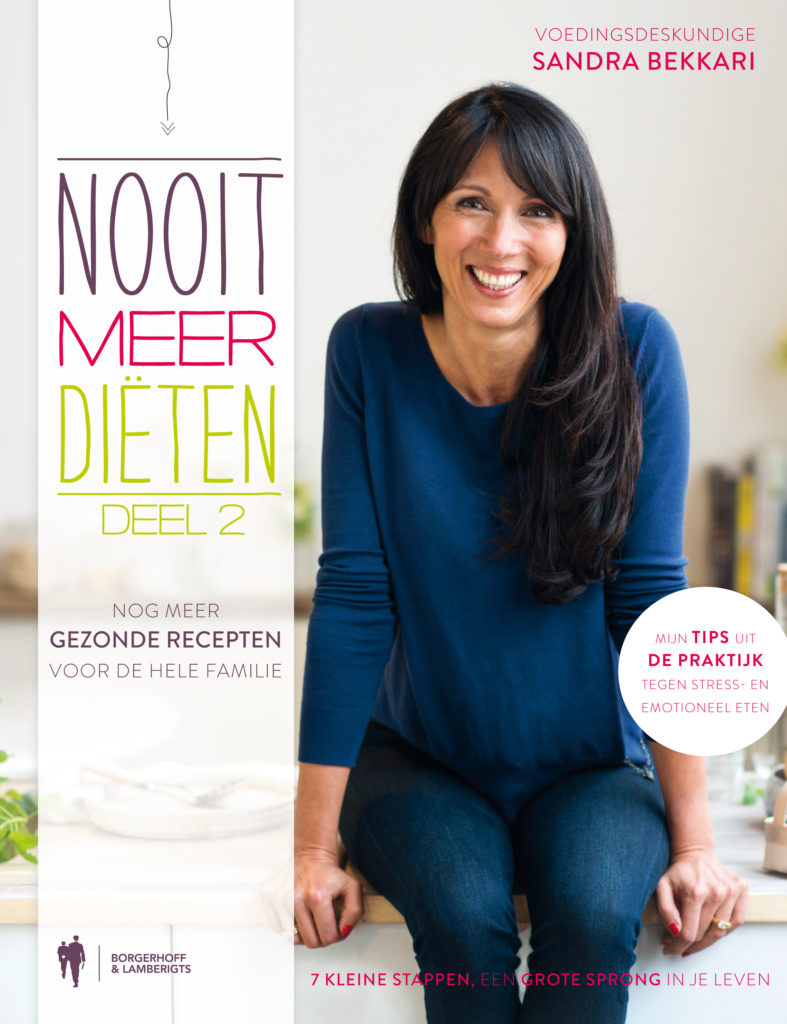 VOEDINGSDESKUNDIGE
SANDRA BEKKARI
NOOIT
MEER
DIËTEN
DEEL 2
NOG MEER
GEZONDE RECEPTEN
VOOR DE HELE FAMILIE
MIJN TIPS UIT
DE PRAKTIJK
TEGEN STRESS- EN
EMOTIONEEL ETEN
BORGERHOFF
& LAMBERIGTS
7 KLEINE STAPPEN, EEN GROTE SPRONG IN JE LEVEN